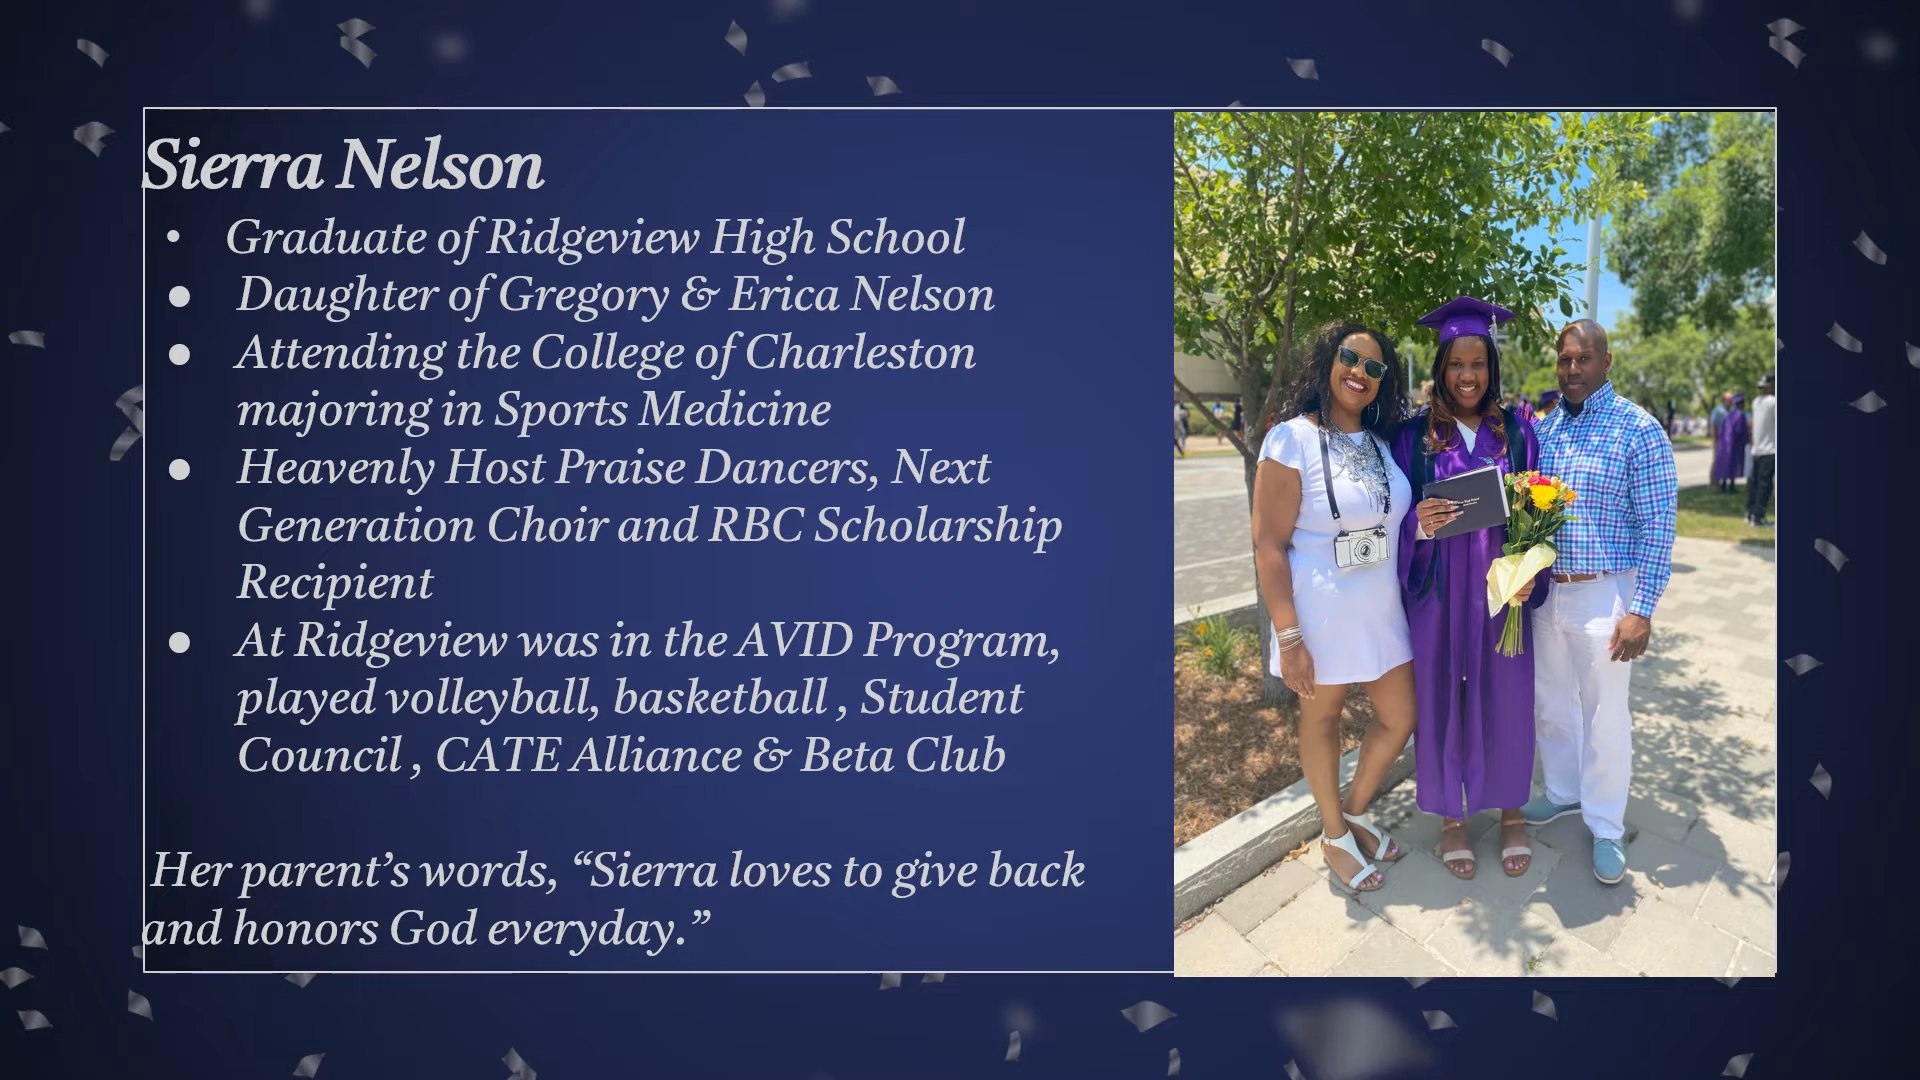 Sierra Nelson
• Graduate of Ridgeview High School
● Daughter of Gregory & Erica Nelson
● Attending the College of Charleston
majoring in Sports Medicine
● Heavenly Host Praise Dancers, Next
Generation Choir and RBC Scholarship
Recipient
● At Ridgeview was in the AVID Program,
played volleyball, basketball , Student
Council , CATE Alliance & Beta Club
Her parent’s words, “Sierra loves to give back
and honors God everyday.”